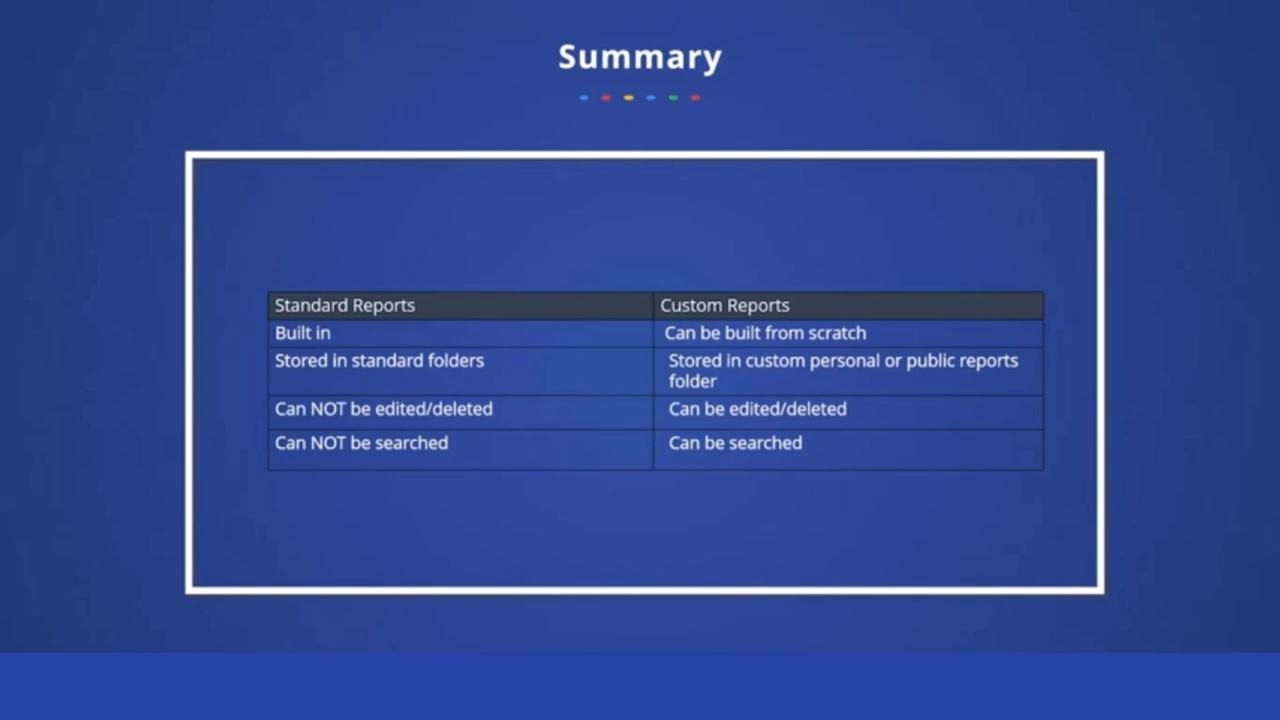 Summary
Standard Reports
Custom Reports
Built in
Can be built from scratch
Stored in standard folders
Stored in custom personal or public reports
folder
Can NOT be edited/deleted
Can be edited/deleted
Can NOT be searched
Can be searched